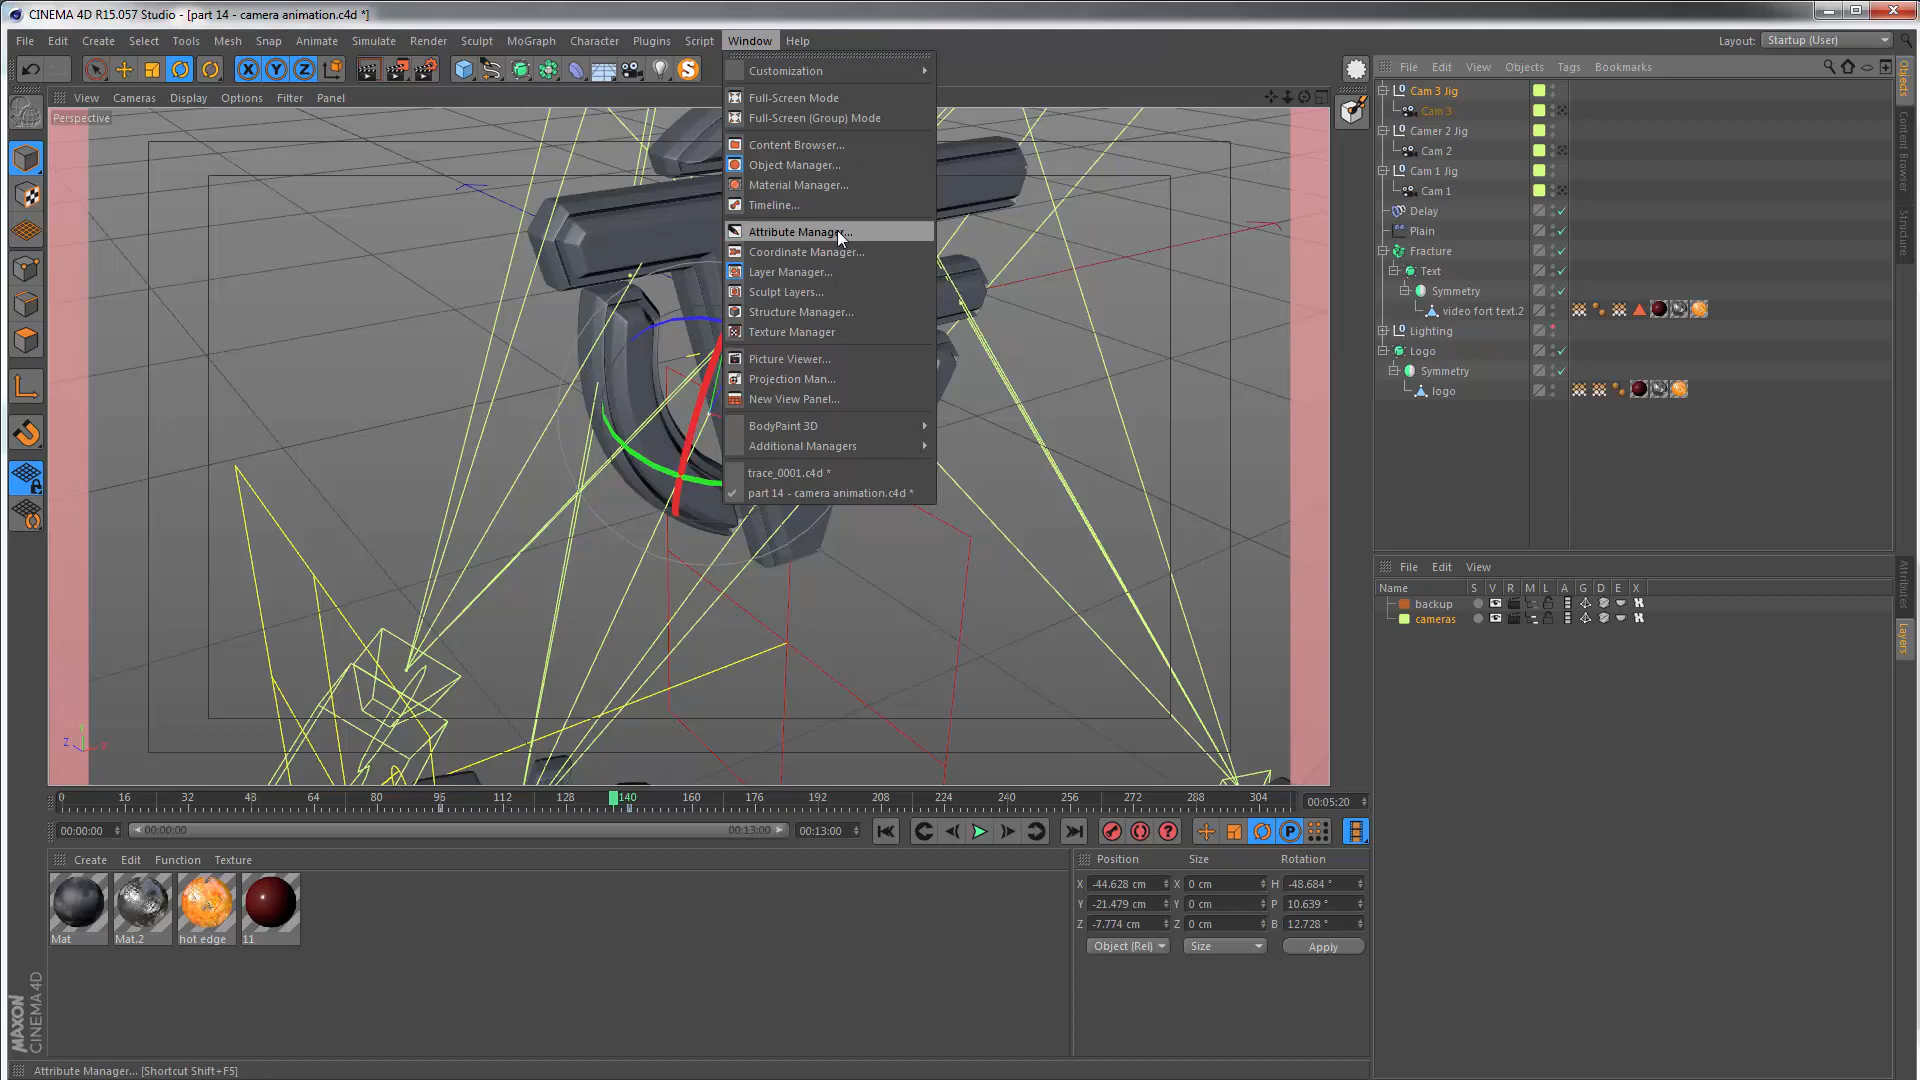 CINEMA 4D R15.057 Studio - [part 14 - camera animation.c4d *]
File Edit Create Select Tools Mesh Snap Animate Simulate Render Sculpt MoGraph Character Plugins Script Window Help
Layout: Startup (User)
View Cameras Display Options Filter Panel
Perspective
Customization
Full-Screen Mode
Full-Screen (Group) Mode
Content Browser...
Object Manager...
Material Manager...
Timeline...
Attribute Manager...
Coordinate Manager...
Layer Manager...
Sculpt Layers...
Structure Manager...
Texture Manager
Picture Viewer...
Projection Man...
New View Panel...
BodyPaint 3D
Additional Managers
trace_0001.c4d *
part 14 - camera animation.c4d *
File Edit View Objects Tags Bookmarks
Cam 3 Jig
Cam 3
Camer 2 Jig
Cam 2
Cam 1 Jig
Cam 1
Delay
Plain
Fracture
Text
Symmetry
video fort text.2
Lighting
Logo
Symmetry
logo
Objects
Content Browser
Structure
File Edit View
Name S V R M L A G D E X
backup
cameras
Attributes
Layers
Y
Z X
0 16 32 48 64 80 96 112 128 140 160 176 192 208 224 240 256 272 288 304
00:05:20
00:00:00 00:00:00 00:13:00 00:13:00
Create Edit Function Texture
Mat Mat.2 hot edge 11
Position Size Rotation
X -44.628 cm X 0 cm H -48.684 °
Y -21.479 cm Y 0 cm P 10.639 °
Z -7.774 cm Z 0 cm B 12.728 °
Object (Rel) Size Apply
MAXON
CINEMA 4D
Attribute Manager... [Shortcut Shift+F5]